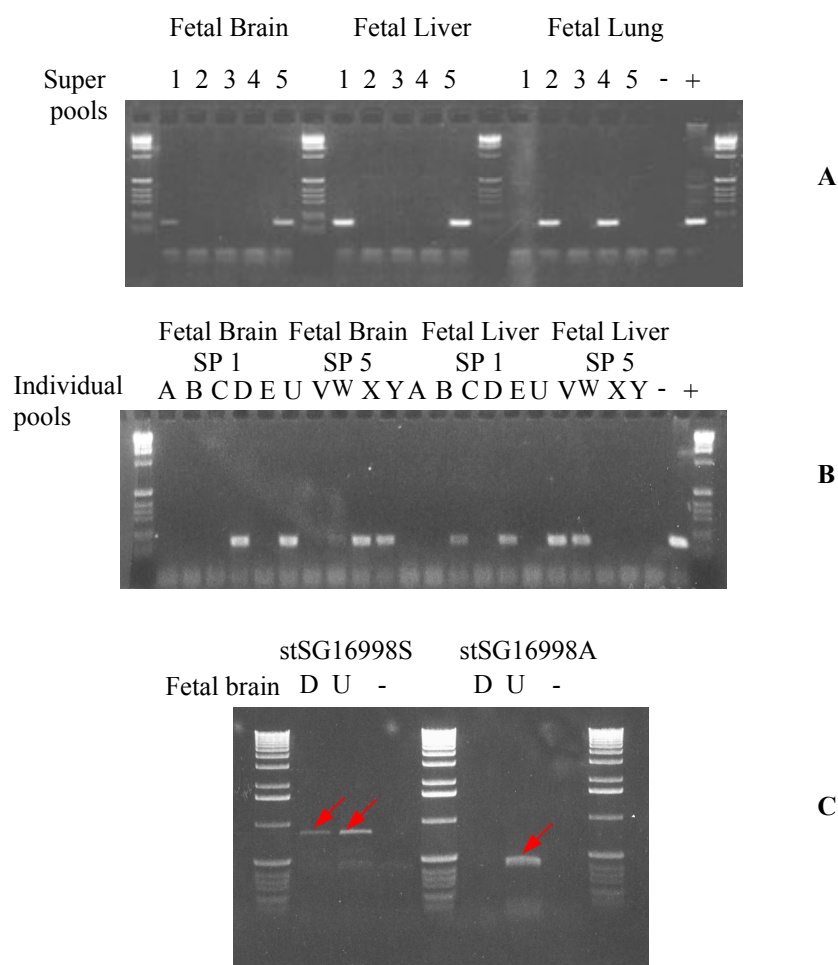 Fetal Brain Fetal Liver Fetal Lung
Super pools 1 2 3 4 5 1 2 3 4 5 1 2 3 4 5 - +
A
Fetal Brain Fetal Brain Fetal Liver Fetal Liver
SP 1 SP 5 SP 1 SP 5
Individual pools A B C D E U V W X Y A B C D E U V W X Y - +
B
stSG16998S stSG16998A
Fetal brain D U - D U -
C